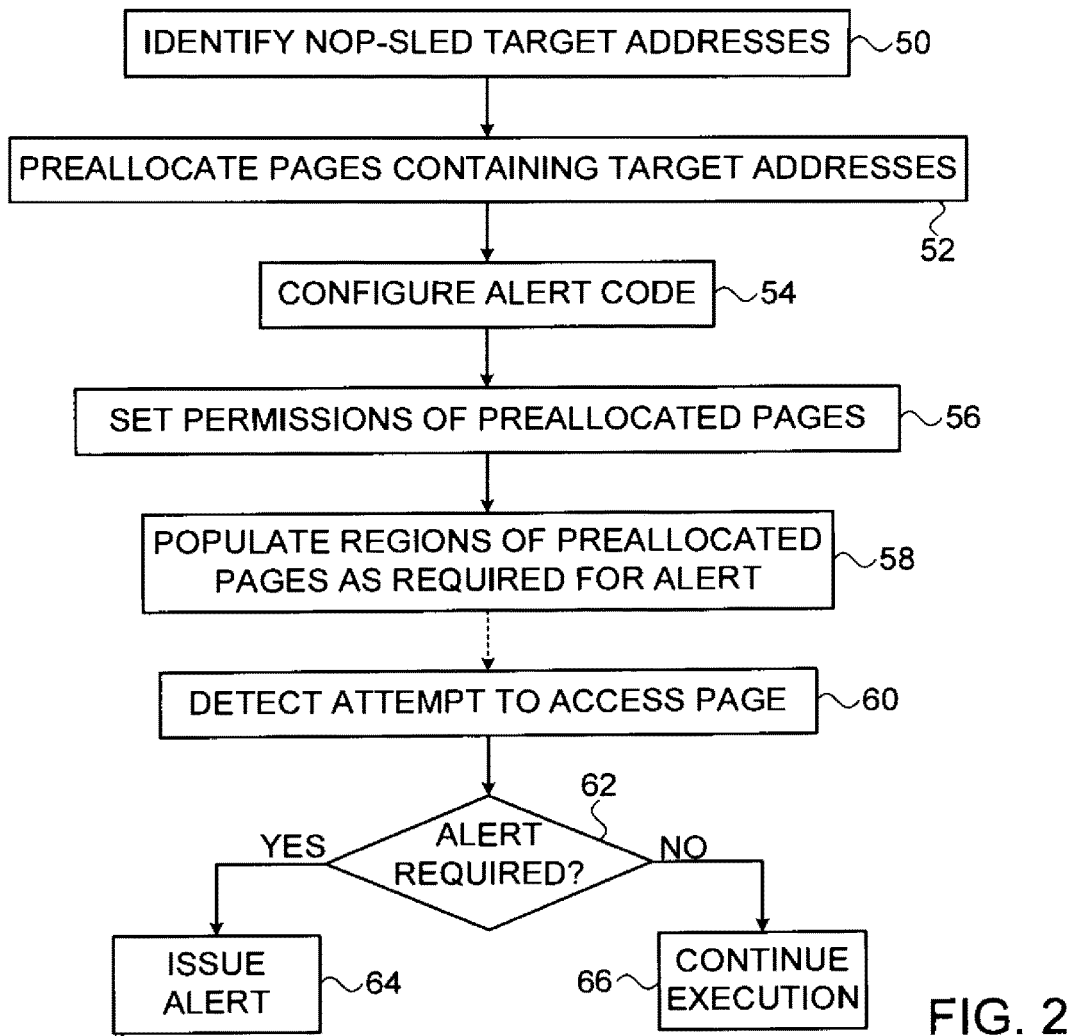 IDENTIFY NOP-SLED TARGET ADDRESSES 50
PREALLOCATE PAGES CONTAINING TARGET ADDRESSES
52
CONFIGURE ALERT CODE 54
SET PERMISSIONS OF PREALLOCATED PAGES 56
POPULATE REGIONS OF PREALLOCATED
PAGES AS REQUIRED FOR ALERT 58
DETECT ATTEMPT TO ACCESS PAGE 60
62
YES ALERT NO
REQUIRED?
ISSUE
ALERT 64
66 CONTINUE
EXECUTION
FIG. 2